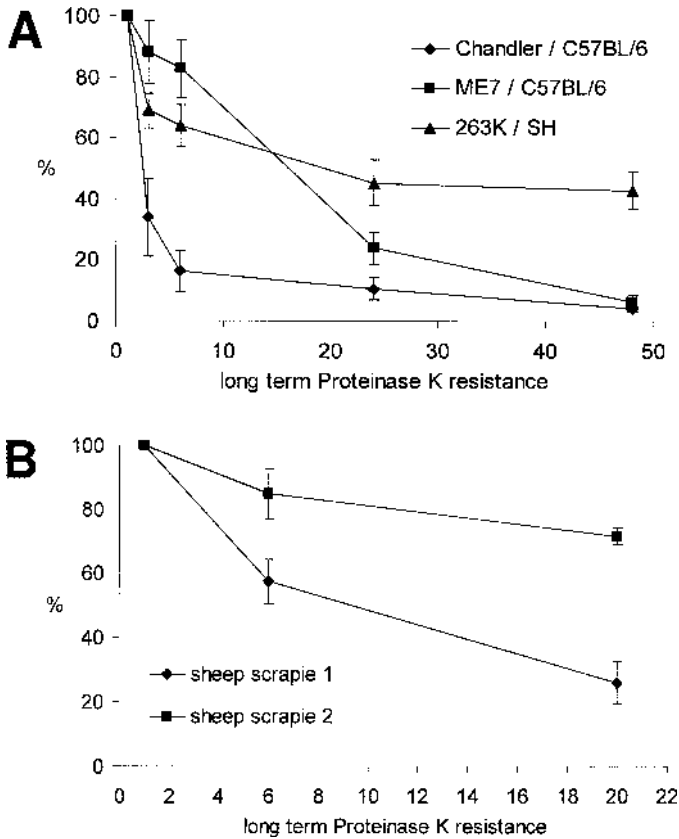 A
100
80
60
%
40
20
0
0 10 20 30 40 50
long term Proteinase K resistance
Chandler / C57BL/6
ME7 / C57BL/6
263K / SH
B
100
80
60
%
40
20
0
0 2 4 6 8 10 12 14 16 18 20 22
long term Proteinase K resistance
sheep scrapie 1
sheep scrapie 2